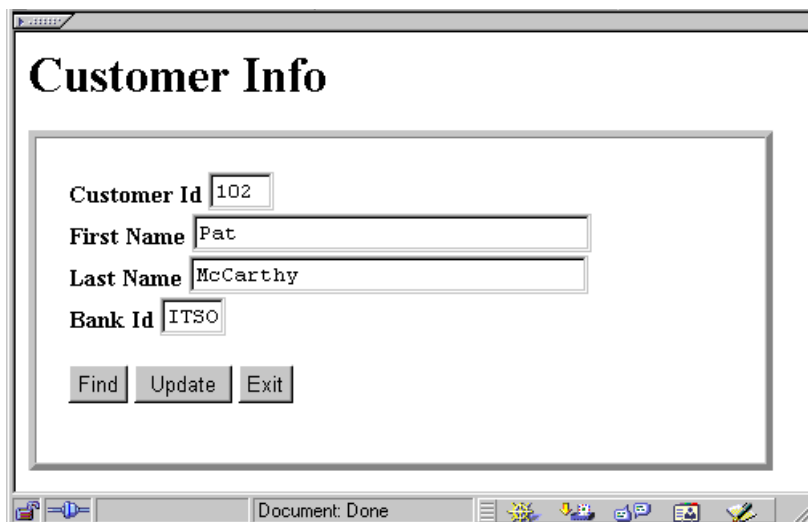 Customer Info
Customer Id 102
First Name Pat
Last Name McCarthy
Bank Id ITSO
Find Update Exit
Document: Done